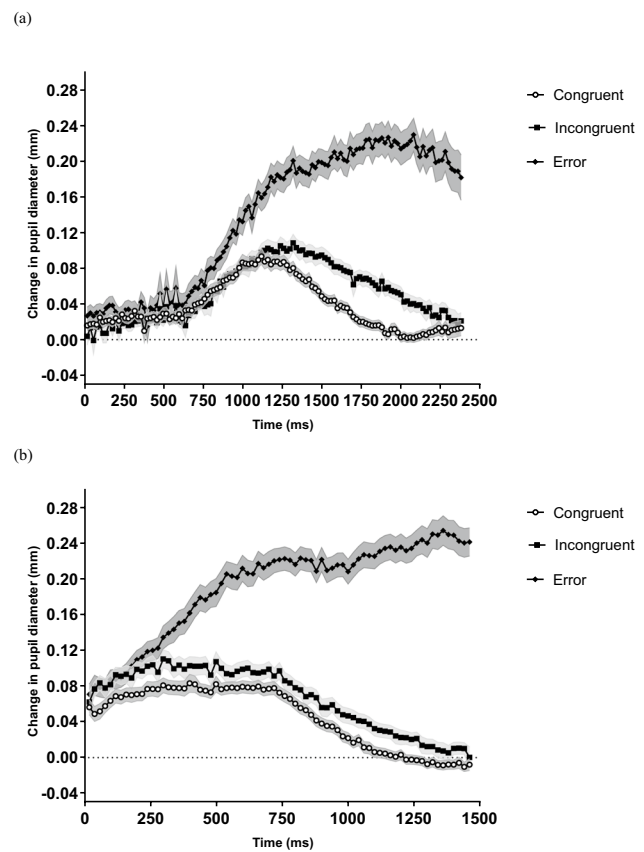 (a)
0.28
0.24
0.20
0.16
0.12
0.08
0.04
0.00
-0.04
Change in pupil diameter (mm)
0 250 500 750 1000 1250 1500 1750 2000 2250 2500
Time (ms)
Congruent
Incongruent
Error
(b)
0.28
0.24
0.20
0.16
0.12
0.08
0.04
0.00
-0.04
Change in pupil diameter (mm)
0 250 500 750 1000 1250 1500
Time (ms)
Congruent
Incongruent
Error